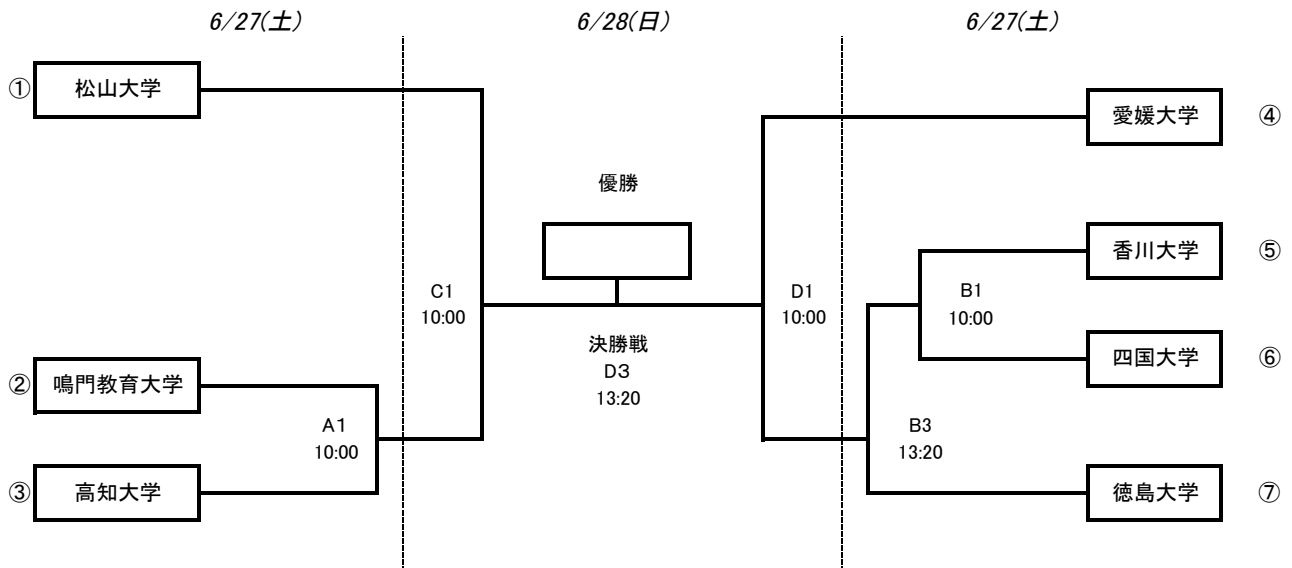 6/27(土)
6/28(日)
6/27(土)
① 松山大学
愛媛大学 ④
優勝
香川大学 ⑤
C1
10:00
D1
10:00
B1
10:00
決勝戦
D3
13:20
四国大学 ⑥
② 鳴門教育大学
A1
10:00
B3
13:20
③ 高知大学
徳島大学 ⑦